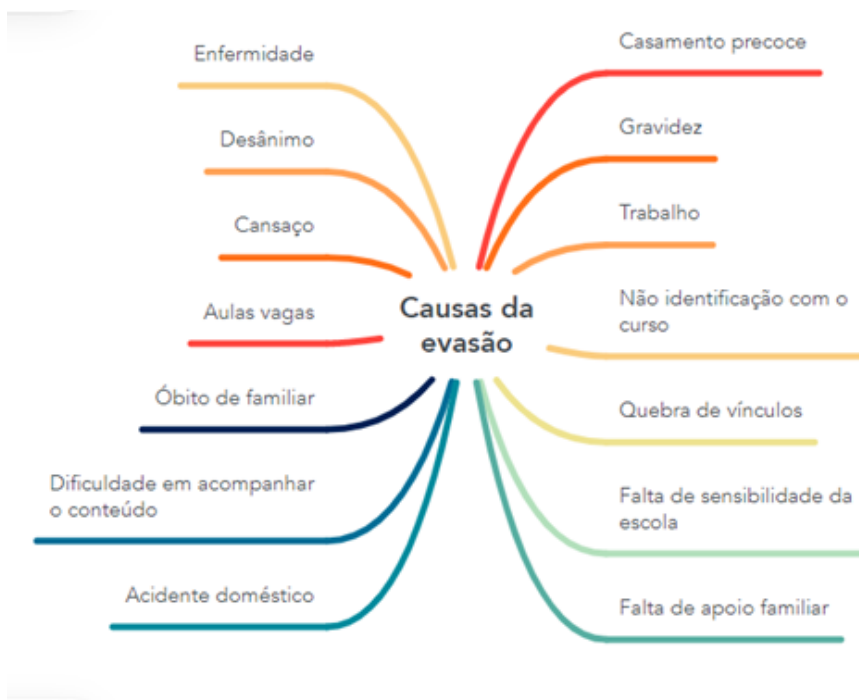 Enfermidade
Desânimo
Cansaço
Aulas vagas
Óbito de familiar
Dificuldade em acompanhar
o conteúdo
Acidente doméstico
Causas da
evasão
Casamento precoce
Gravidez
Trabalho
Não identificação com o
curso
Quebra de vínculos
Falta de sensibilidade da
escola
Falta de apoio familiar